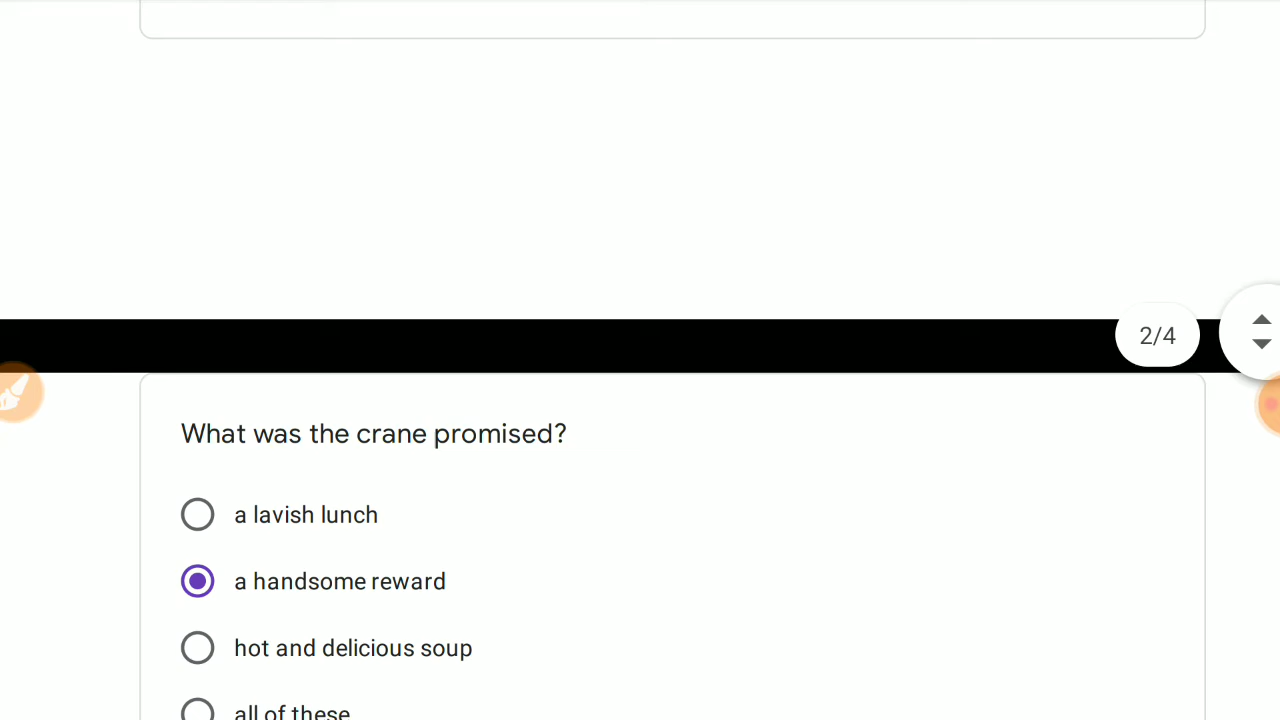 2/4
What was the crane promised?
a lavish lunch
a handsome reward
hot and delicious soup
all of these